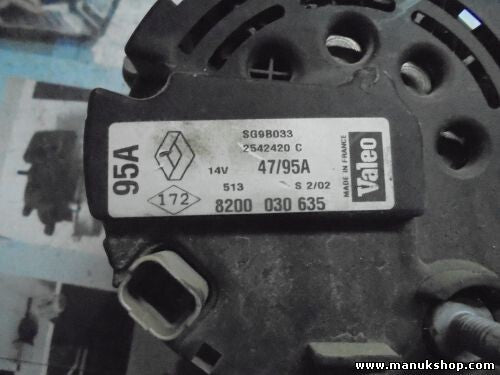 95A
SG9B033
2542420 C
14V 47/95A
513 S 2/02
172
8200 030 635
MADE IN FRANCE
Valeo
www.manukshop.com